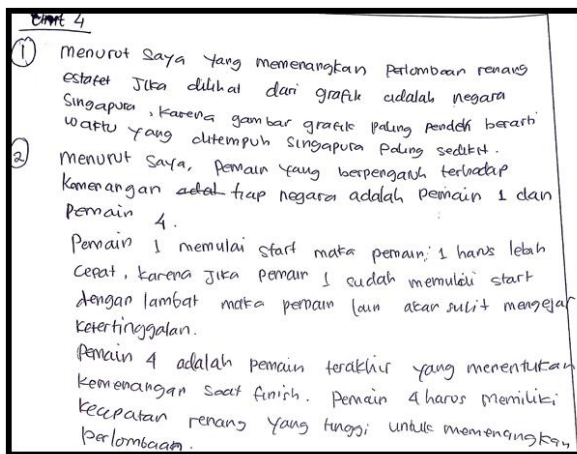 Unit 4
① menurut saya yang memenangkan perlombaan renang
estafet Jika dilihat dari grafik adalah negara
Singapura, karena gambar grafik paling pendek berarti
waktu yang ditempuh Singapura paling sedikit.
② menurut saya, pemain yang berpengaruh terhadap
kemenangan adal tiap negara adalah pemain 1 dan
pemain 4.
Pemain 1 memulai start maka pemain 1 harus lebih
cepat, karena Jika pemain 1 sudah memulai start
dengan lambat maka pemain lain akan sulit mengejar
ketertinggalan.
Pemain 4 adalah pemain terakhir yang menentukan
kemenangan saat finish. Pemain 4 harus memiliki
kecepatan renang yang tinggi untuk memenangkan
perlombaan.